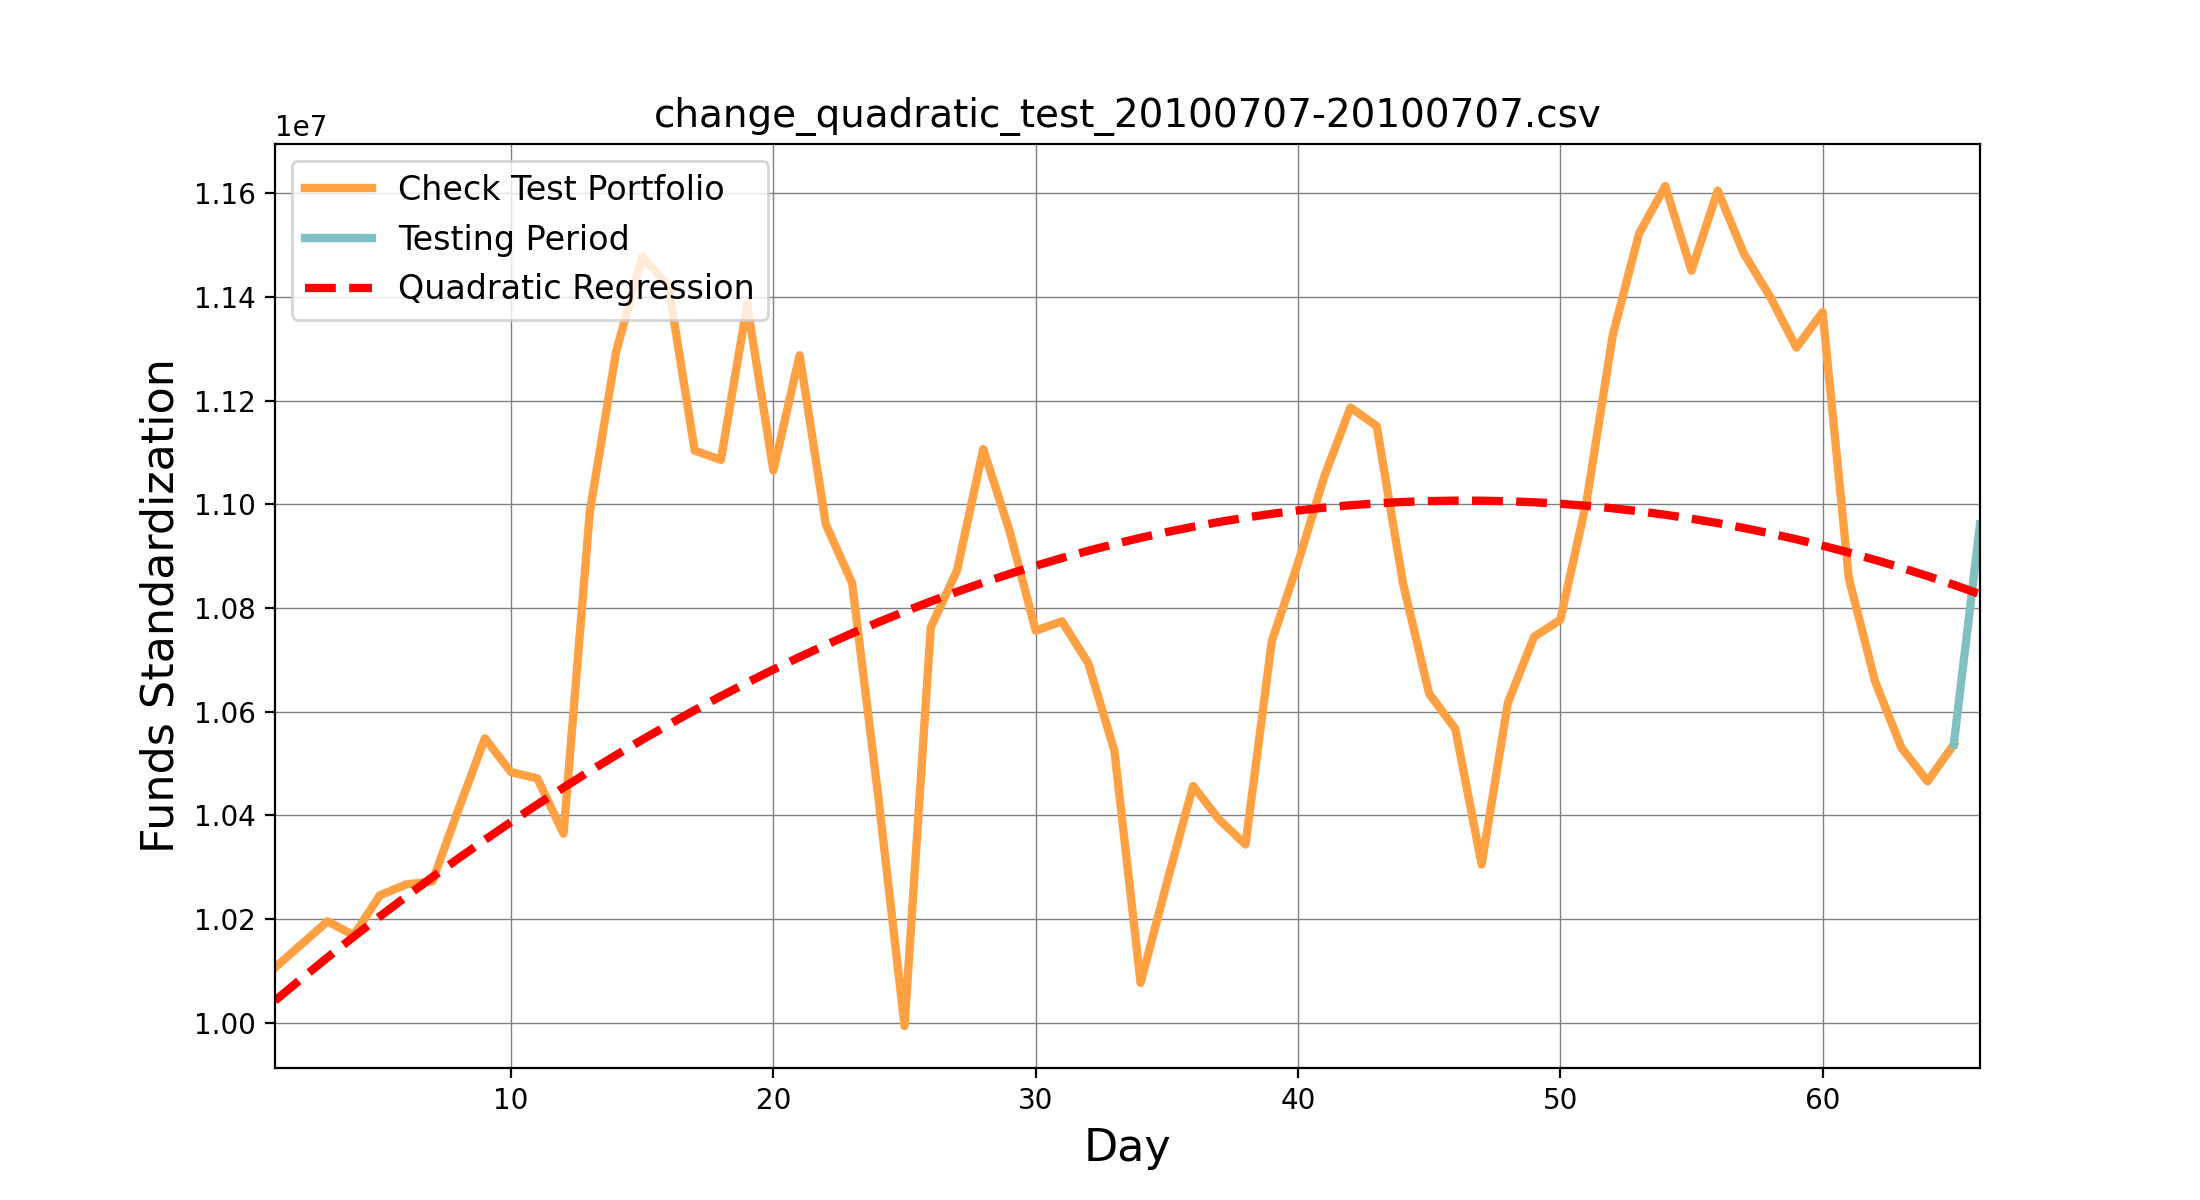 change_quadratic_test_20100707-20100707.csv
1e7
Check Test Portfolio
Testing Period
Quadratic Regression
Funds Standardization
1.16
1.14
1.12
1.10
1.08
1.06
1.04
1.02
1.00
10 20 30 40 50 60
Day